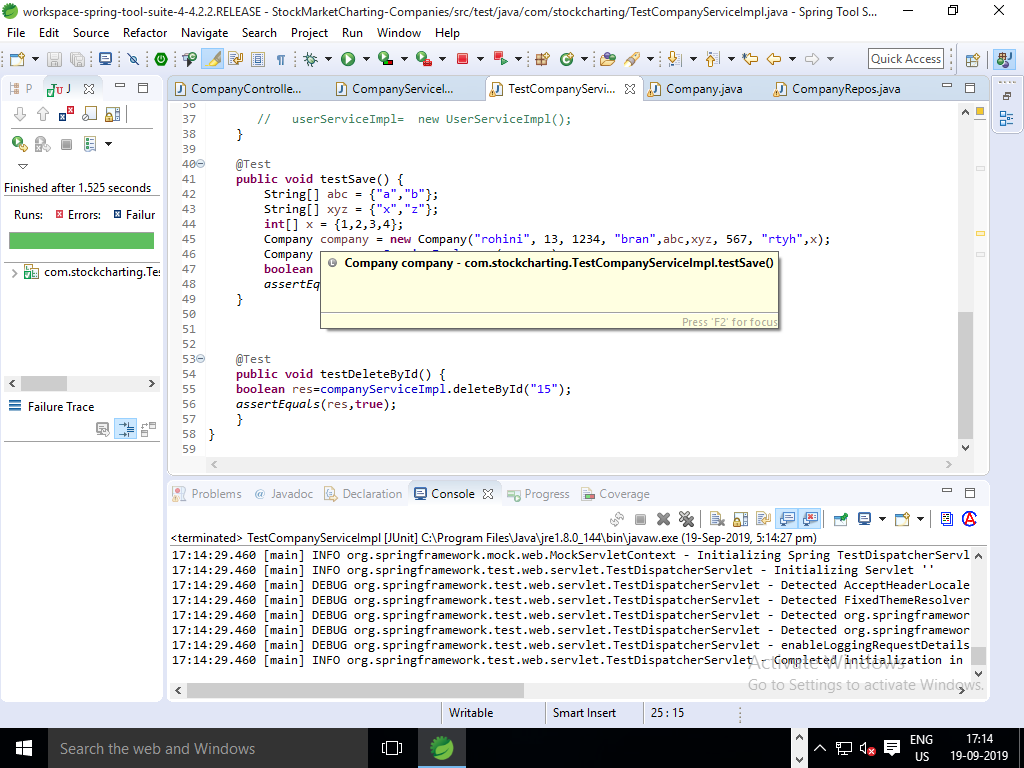 workspace-spring-tool-suite-4-4.2.2.RELEASE - StockMarketCharting-Companies/src/test/java/com/stockcharting/TestCompanyServiceImpl.java - Spring Tool S...
File Edit Source Refactor Navigate Search Project Run Window Help
Quick Access
P J
CompanyControlle... CompanyServiceI... TestCompanyServi... Company.java CompanyRepos.java
Finished after 1.525 seconds
Runs: Errors: Failur
com.stockcharting.Tes
Failure Trace
36
37 // userServiceImpl= new UserServiceImpl();
38 }
39
40 @Test
41 public void testSave() {
42 String[] abc = {"a","b"};
43 String[] xyz = {"x","z"};
44 int[] x = {1,2,3,4};
45 Company company = new Company("rohini", 13, 1234, "bran",abc,xyz, 567, "rtyh",x);
46 Company
47 boolean
48 assertEq
49 }
50
51
52
53 @Test
54 public void testDeleteById() {
55 boolean res=companyServiceImpl.deleteById("15");
56 assertEquals(res,true);
57 }
58 }
59
Company company - com.stockcharting.TestCompanyServiceImpl.testSave()
Press 'F2' for focus
Problems Javadoc Declaration Console Progress Coverage
<terminated> TestCompanyServiceImpl [JUnit] C:\Program Files\Java\jre1.8.0_144\bin\javaw.exe (19-Sep-2019, 5:14:27 pm)
17:14:29.460 [main] INFO org.springframework.mock.web.MockServletContext - Initializing Spring TestDispatcherServl
17:14:29.460 [main] INFO org.springframework.test.web.servlet.TestDispatcherServlet - Initializing Servlet ''
17:14:29.460 [main] DEBUG org.springframework.test.web.servlet.TestDispatcherServlet - Detected AcceptHeaderLocale
17:14:29.460 [main] DEBUG org.springframework.test.web.servlet.TestDispatcherServlet - Detected FixedThemeResolver
17:14:29.460 [main] DEBUG org.springframework.test.web.servlet.TestDispatcherServlet - Detected org.springframewor
17:14:29.460 [main] DEBUG org.springframework.test.web.servlet.TestDispatcherServlet - Detected org.springframewor
17:14:29.460 [main] DEBUG org.springframework.test.web.servlet.TestDispatcherServlet - enableLoggingRequestDetails
17:14:29.460 [main] INFO org.springframework.test.web.servlet.TestDispatcherServlet - Completed initialization in
Activate Windows
Go to Settings to activate Windows.
Writable Smart Insert 25 : 15
Search the web and Windows
ENG 17:14
US 19-09-2019